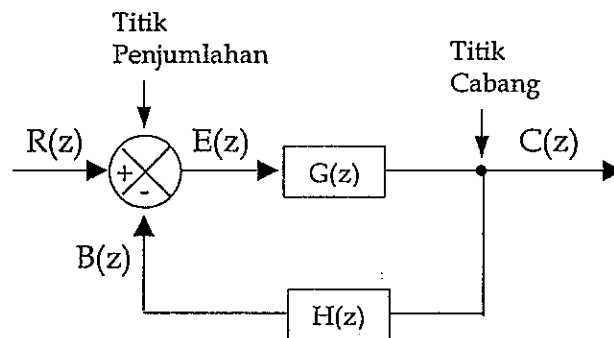 Titik
Penjumlahan
Titik
Cabang
R(z)
+
-
E(z)
G(z)
C(z)
B(z)
H(z)